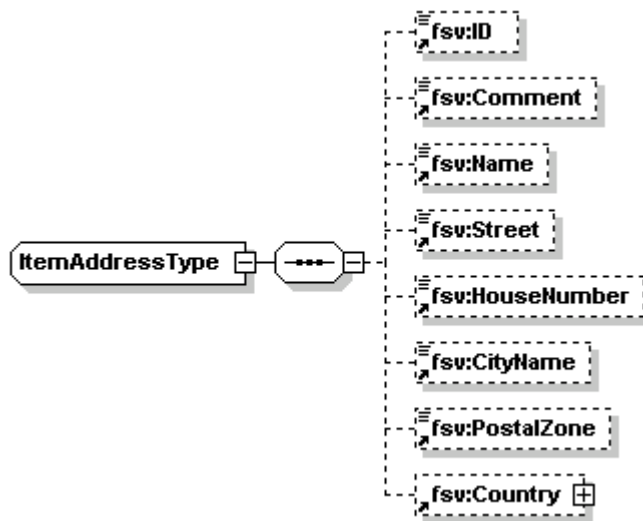 fsv:ID
fsv:Comment
fsv:Name
fsv:Street
ItemAddressType
fsv:HouseNumber
fsv:CityName
fsv:PostalZone
fsv:Country